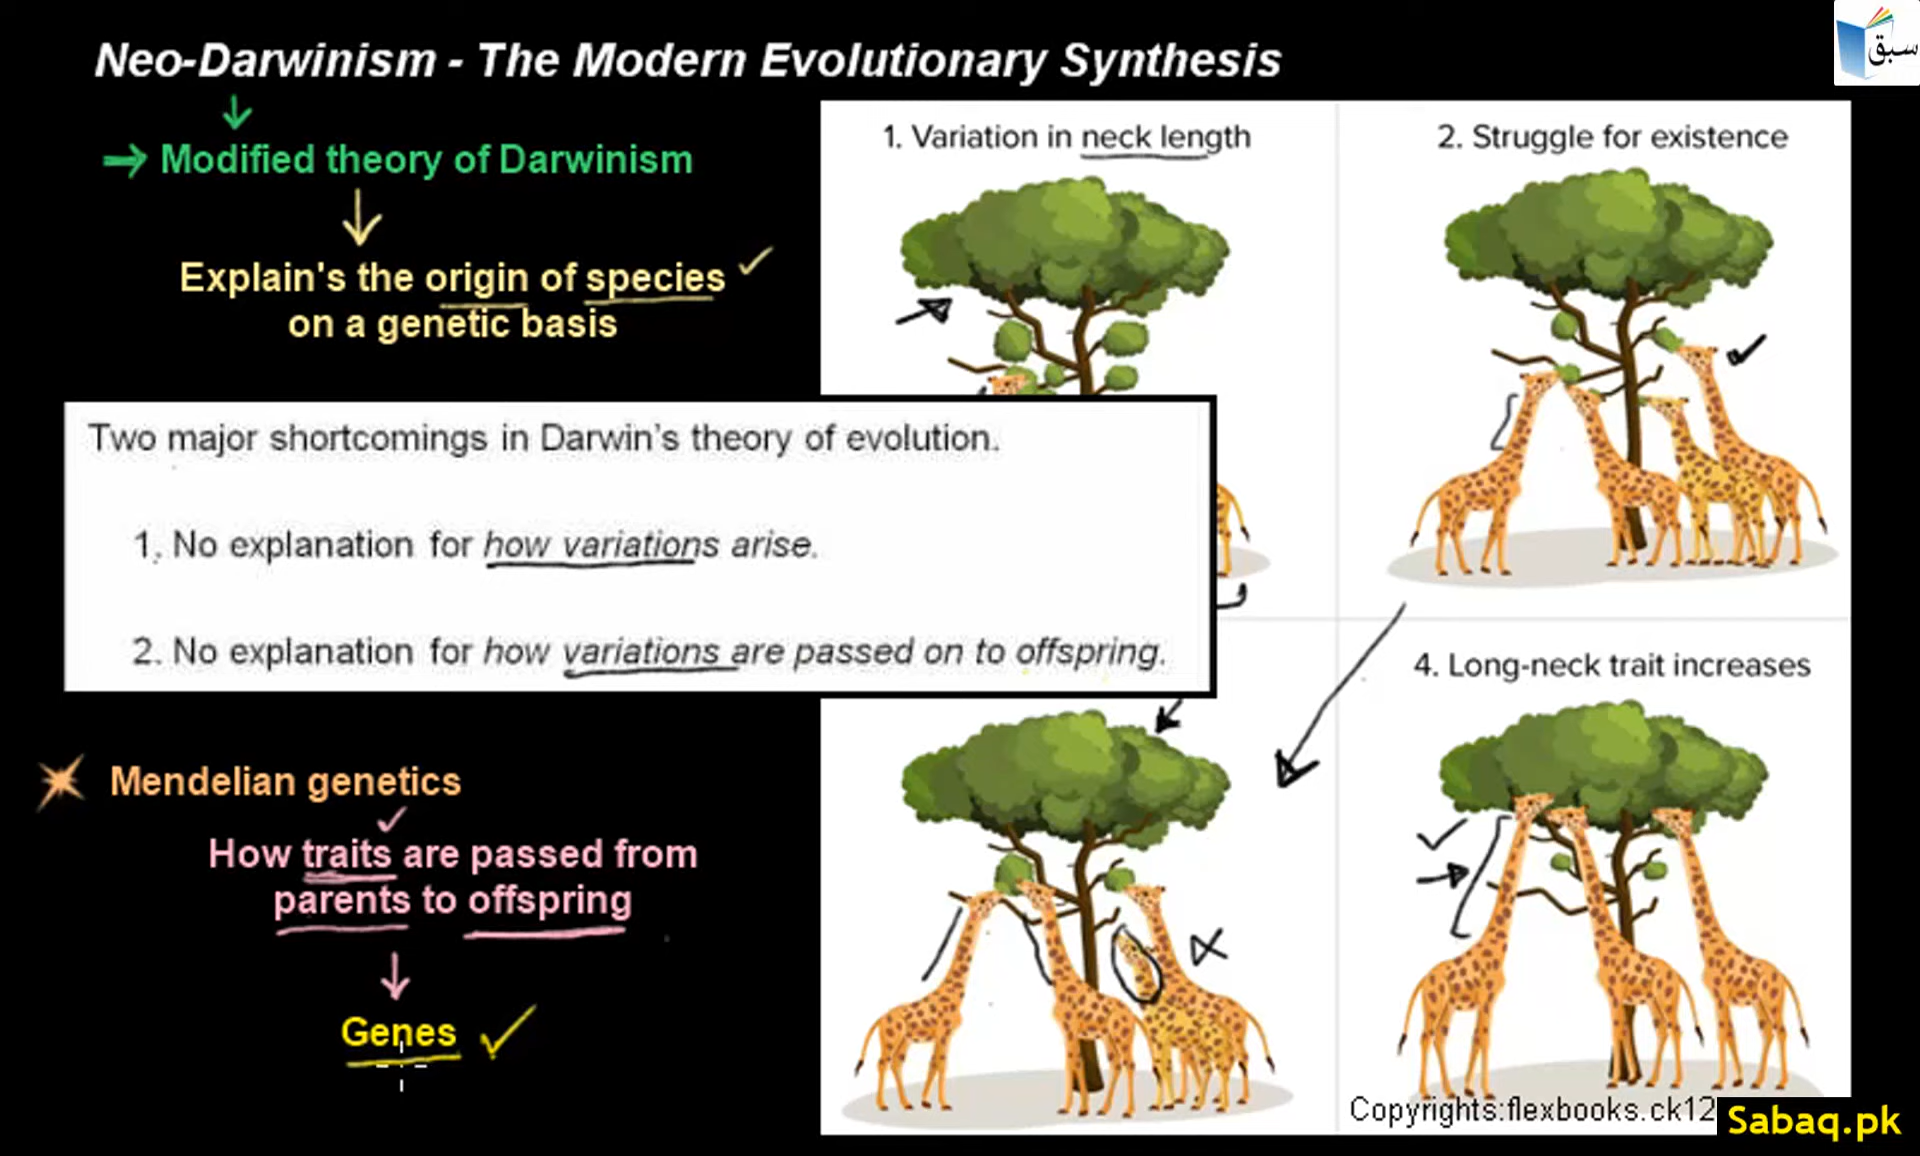 Neo-Darwinism - The Modern Evolutionary Synthesis
سبق
Modified theory of Darwinism
Explain's the origin of species
on a genetic basis
1. Variation in neck length
2. Struggle for existence
Two major shortcomings in Darwin's theory of evolution.
1. No explanation for how variations arise.
2. No explanation for how variations are passed on to offspring.
4. Long-neck trait increases
Mendelian genetics
How traits are passed from
parents to offspring
Genes
Copyrights:flexbooks.ck12
Sabaq.pk